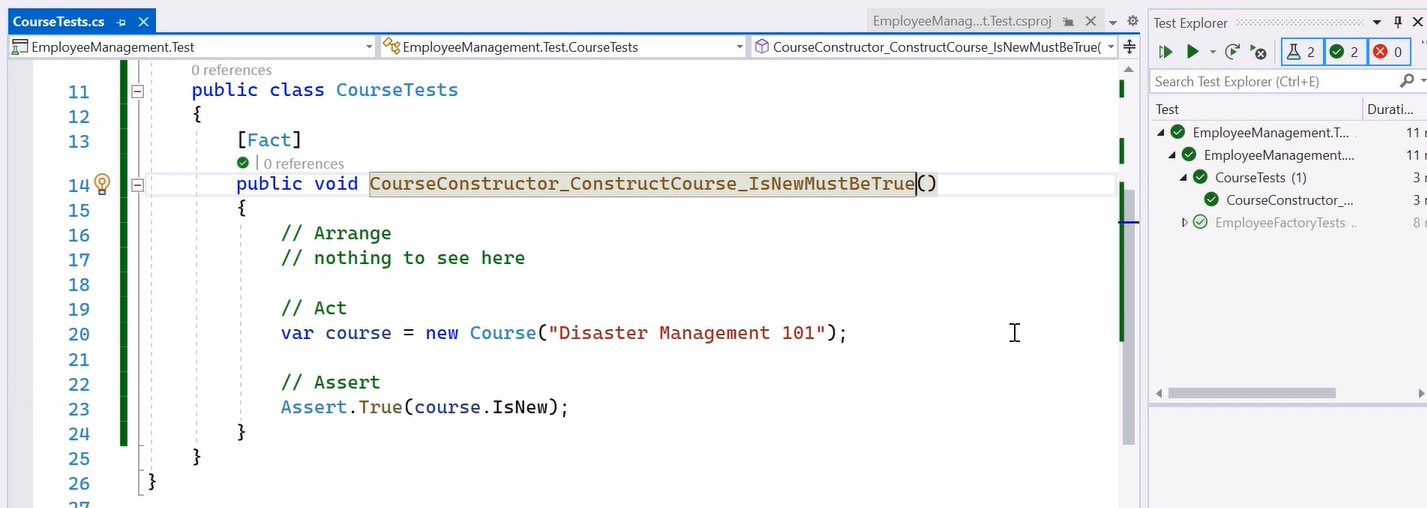 CourseTests.cs
EmployeeManag...t.Test.csproj
EmployeeManagement.Test
EmployeeManagement.Test.CourseTests
CourseConstructor_ConstructCourse_IsNewMustBeTrue(
0 references
11 public class CourseTests
12 {
13 [Fact]
0 references
14 public void CourseConstructor_ConstructCourse_IsNewMustBeTrue()
15 {
16 // Arrange
17 // nothing to see here
18
19 // Act
20 var course = new Course("Disaster Management 101");
21
22 // Assert
23 Assert.True(course.IsNew);
24 }
25 }
26 }
27
Test Explorer
2 2 0
Search Test Explorer (Ctrl+E)
Test Durati...
EmployeeManagement.T... 11
EmployeeManagement.... 11
CourseTests (1) 3
CourseConstructor_... 3
EmployeeFactoryTests .. 8